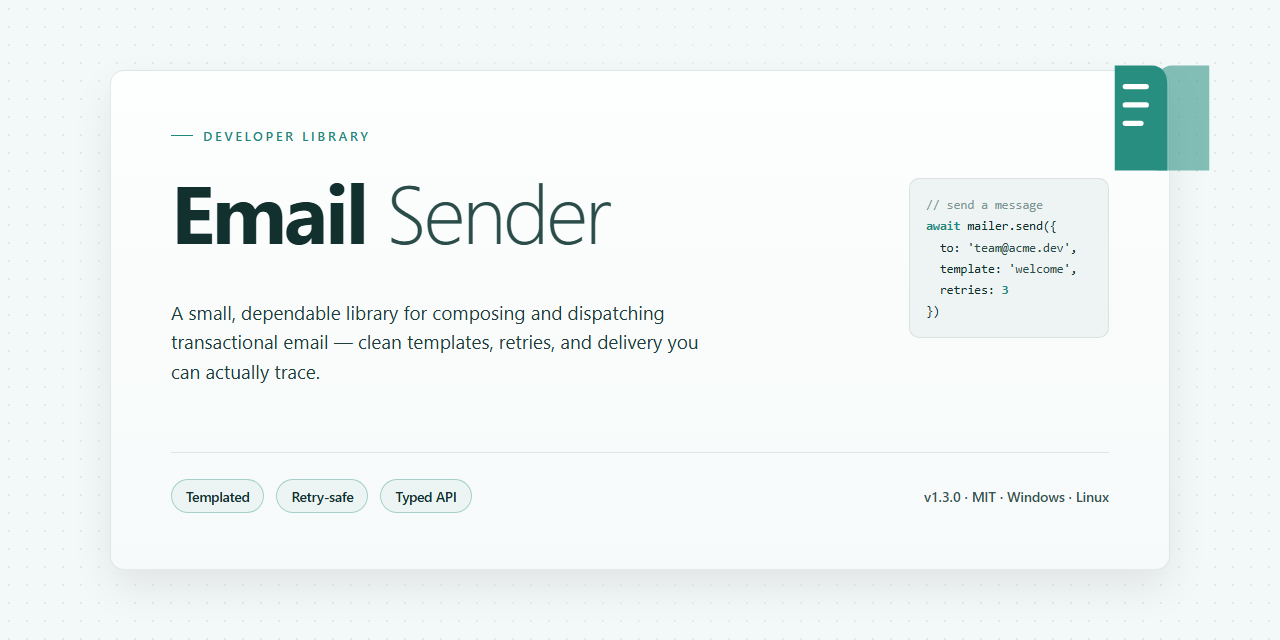 DEVELOPER LIBRARY
Email Sender
// send a message
await mailer.send({
  to: 'team@acme.dev',
  template: 'welcome',
  retries: 3
})
A small, dependable library for composing and dispatching
transactional email — clean templates, retries, and delivery you
can actually trace.
Templated
Retry-safe
Typed API
v1.3.0 · MIT · Windows · Linux